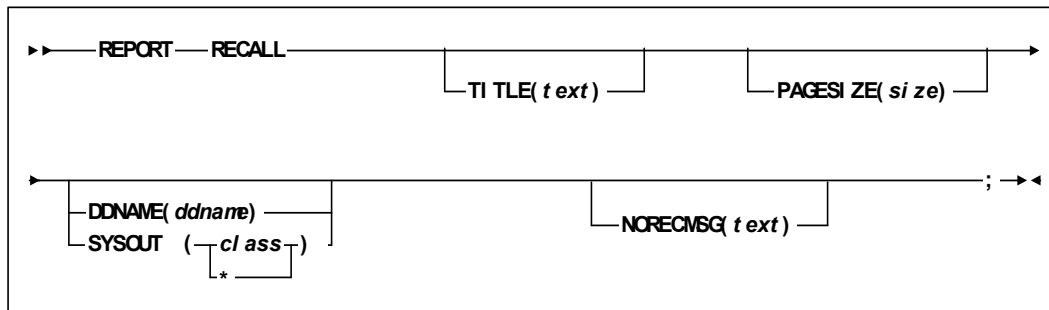 REPORT RECALL
TITLE(text)
PAGESIZE(size)
;
DDNAME(ddname)
NORECMSG(text)
SYSOUT (class)
*